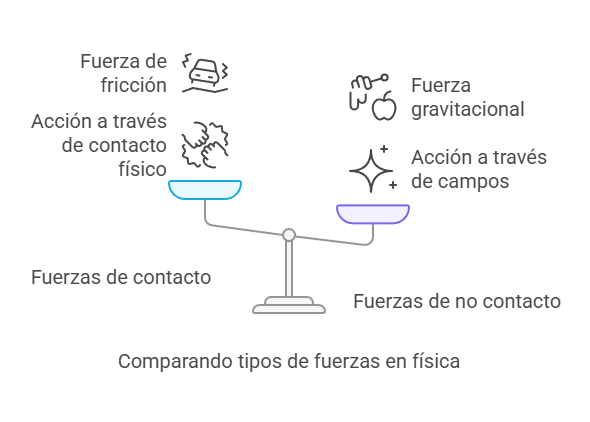 Fuerza de
fricción
Acción a través
de contacto
físico
Fuerza
gravitacional
Acción a través
de campos
Fuerzas de contacto
Fuerzas de no contacto
Comparando tipos de fuerzas en física